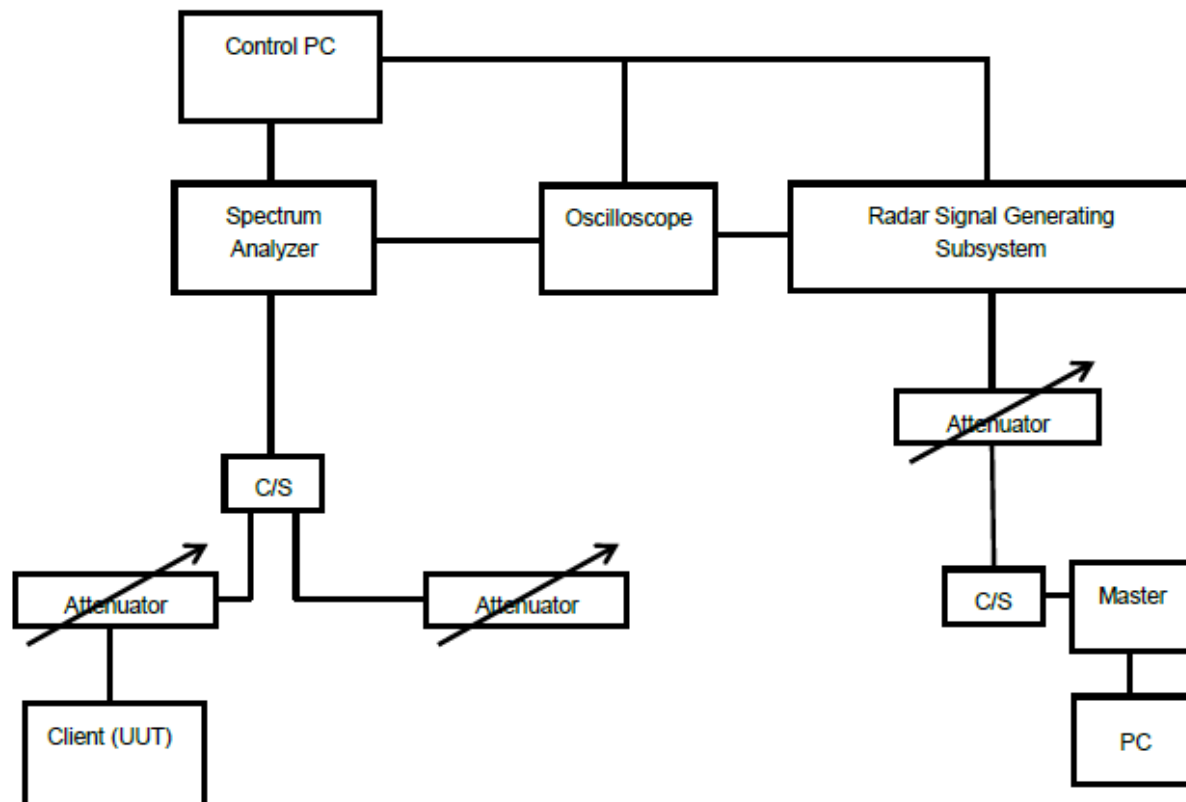 Control PC
Spectrum
Analyzer
Oscilloscope
Radar Signal Generating
Subsystem
Attenuator
C/S
Attenuator
Attenuator
C/S
Master
Client (UUT)
PC